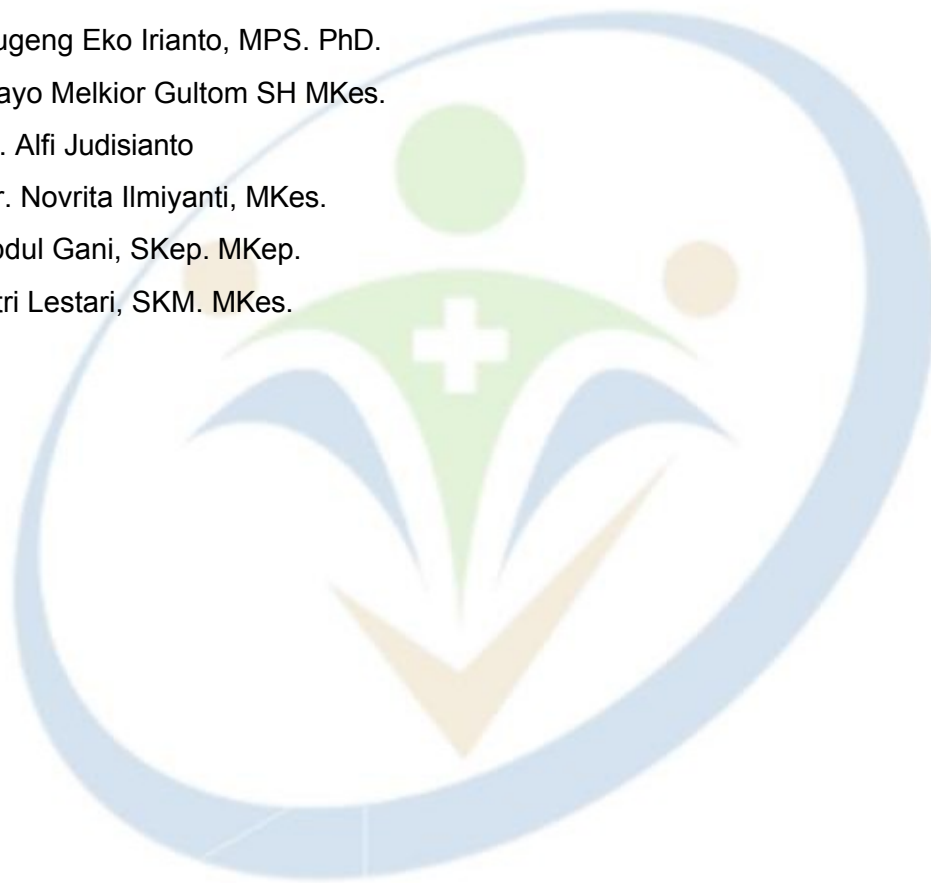 ugeng Eko Irianto, MPS. PhD.
ayo Melkior Gultom SH MKes.
. Alfi Judisianto
r. Novrita Ilmiyanti, MKes.
odul Gani, SKep. MKep.
tri Lestari, SKM. MKes.